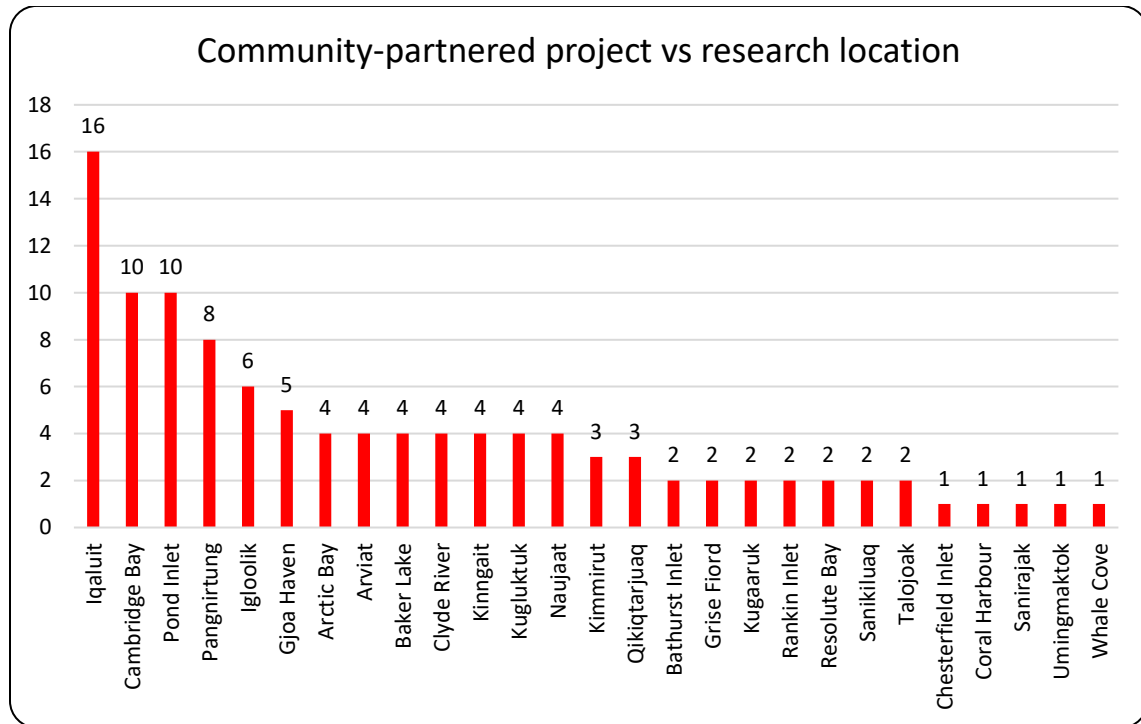 Community-partnered project vs research location
18
16
14
12
10
8
6
4
2
0
16
10
10
8
6
5
4
4
4
4
4
4
4
3
3
2
2
2
2
2
2
2
1
1
1
1
1
Iqaluit
Cambridge Bay
Pond Inlet
Pangnirtung
Igloolik
Gjoa Haven
Arctic Bay
Arviat
Baker Lake
Clyde River
Kinngait
Kugluktuk
Naujaat
Kimmirut
Qikiqtarjuaq
Bathurst Inlet
Grise Fiord
Kugaaruk
Rankin Inlet
Resolute Bay
Sanikiluaq
Talojoak
Chesterfield Inlet
Coral Harbour
Sanirajak
Umingmaktok
Whale Cove